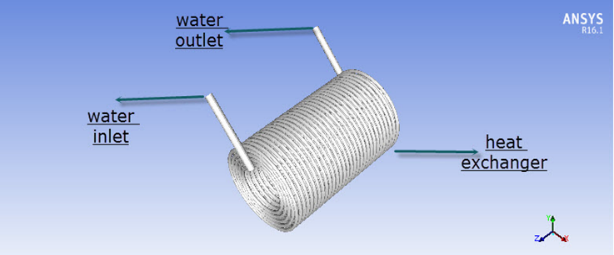 water
outlet
ANSYS
R16.1
water
inlet
heat
exchanger
Y
Z
X